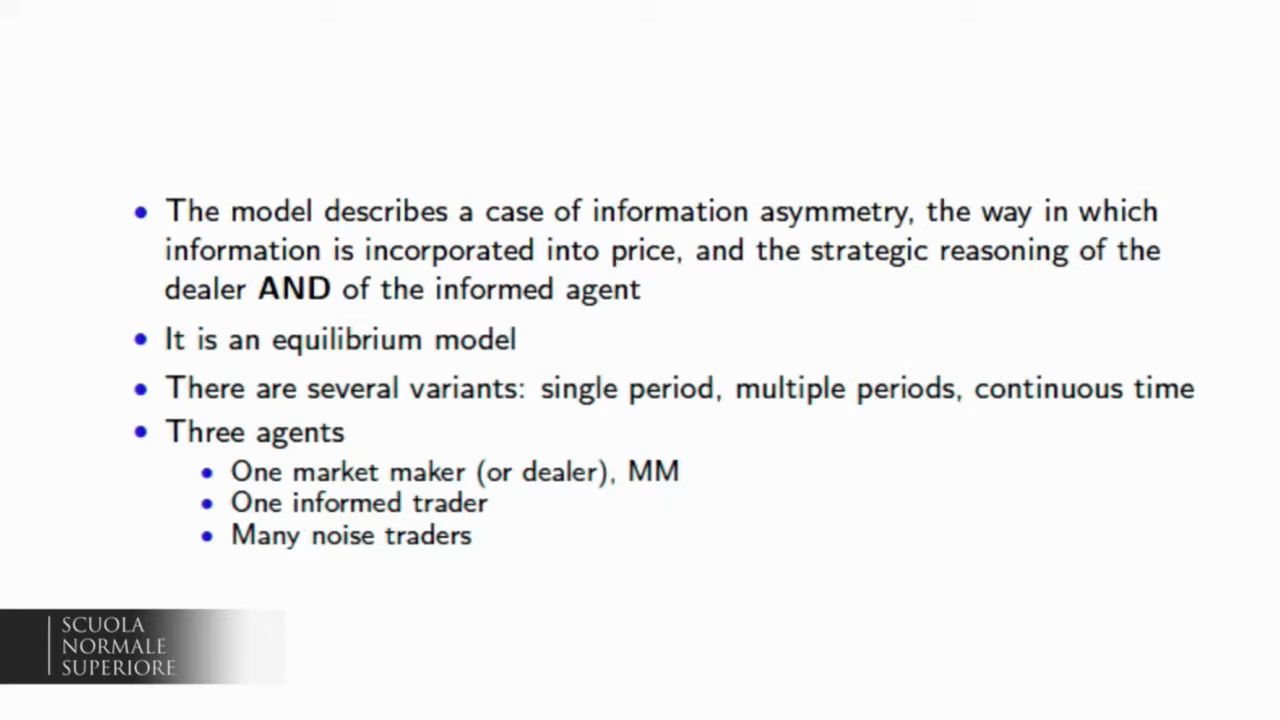 • The model describes a case of information asymmetry, the way in which
information is incorporated into price, and the strategic reasoning of the
dealer AND of the informed agent
• It is an equilibrium model
• There are several variants: single period, multiple periods, continuous time
• Three agents
• One market maker (or dealer), MM
• One informed trader
• Many noise traders
SCUOLA
NORMALE
SUPERIORE